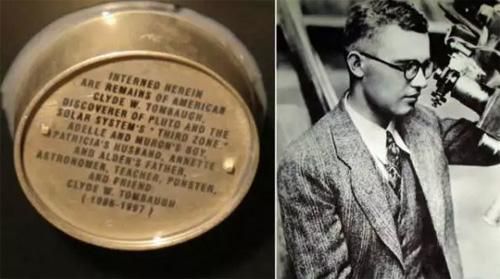 INTERNED HEREIN
ARE REMAINS OF AMERICAN
CLYDE W. TOMBAUGH,
DISCOVERER OF PLUTO AND THE
SOLAR SYSTEM'S "THIRD ZONE."
ADELLE AND MURON'S BOY,
PATRICIA'S HUSBAND, ANNETTE
AND ALDEN'S FATHER,
ASTRONOMER, TEACHER, PUNSTER,
AND FRIEND:
CLYDE W. TOMBAUGH
(1906-1997)